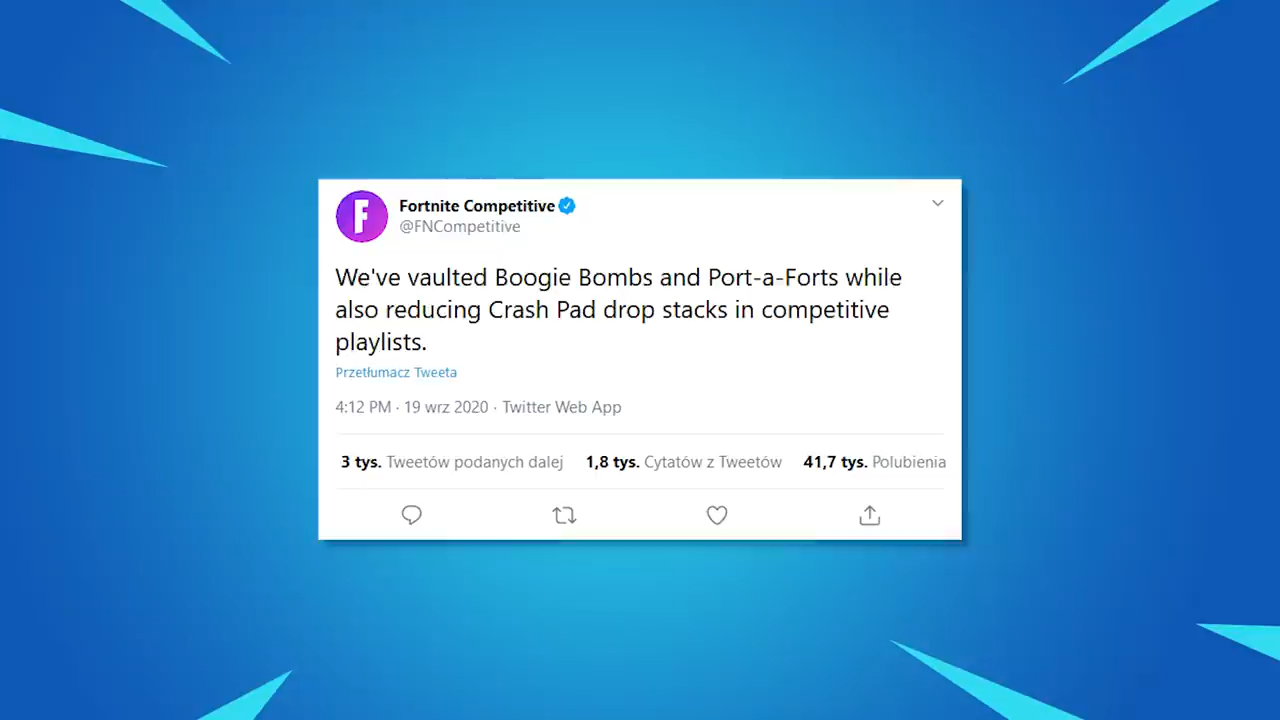 Fortnite Competitive
@FNCompetitive
We've vaulted Boogie Bombs and Port-a-Forts while
also reducing Crash Pad drop stacks in competitive
playlists.
Przetłumacz Tweeta
4:12 PM · 19 wrz 2020 · Twitter Web App
3 tys. Tweetów podanych dalej 1,8 tys. Cytatów z Tweetów 41,7 tys. Polubienia